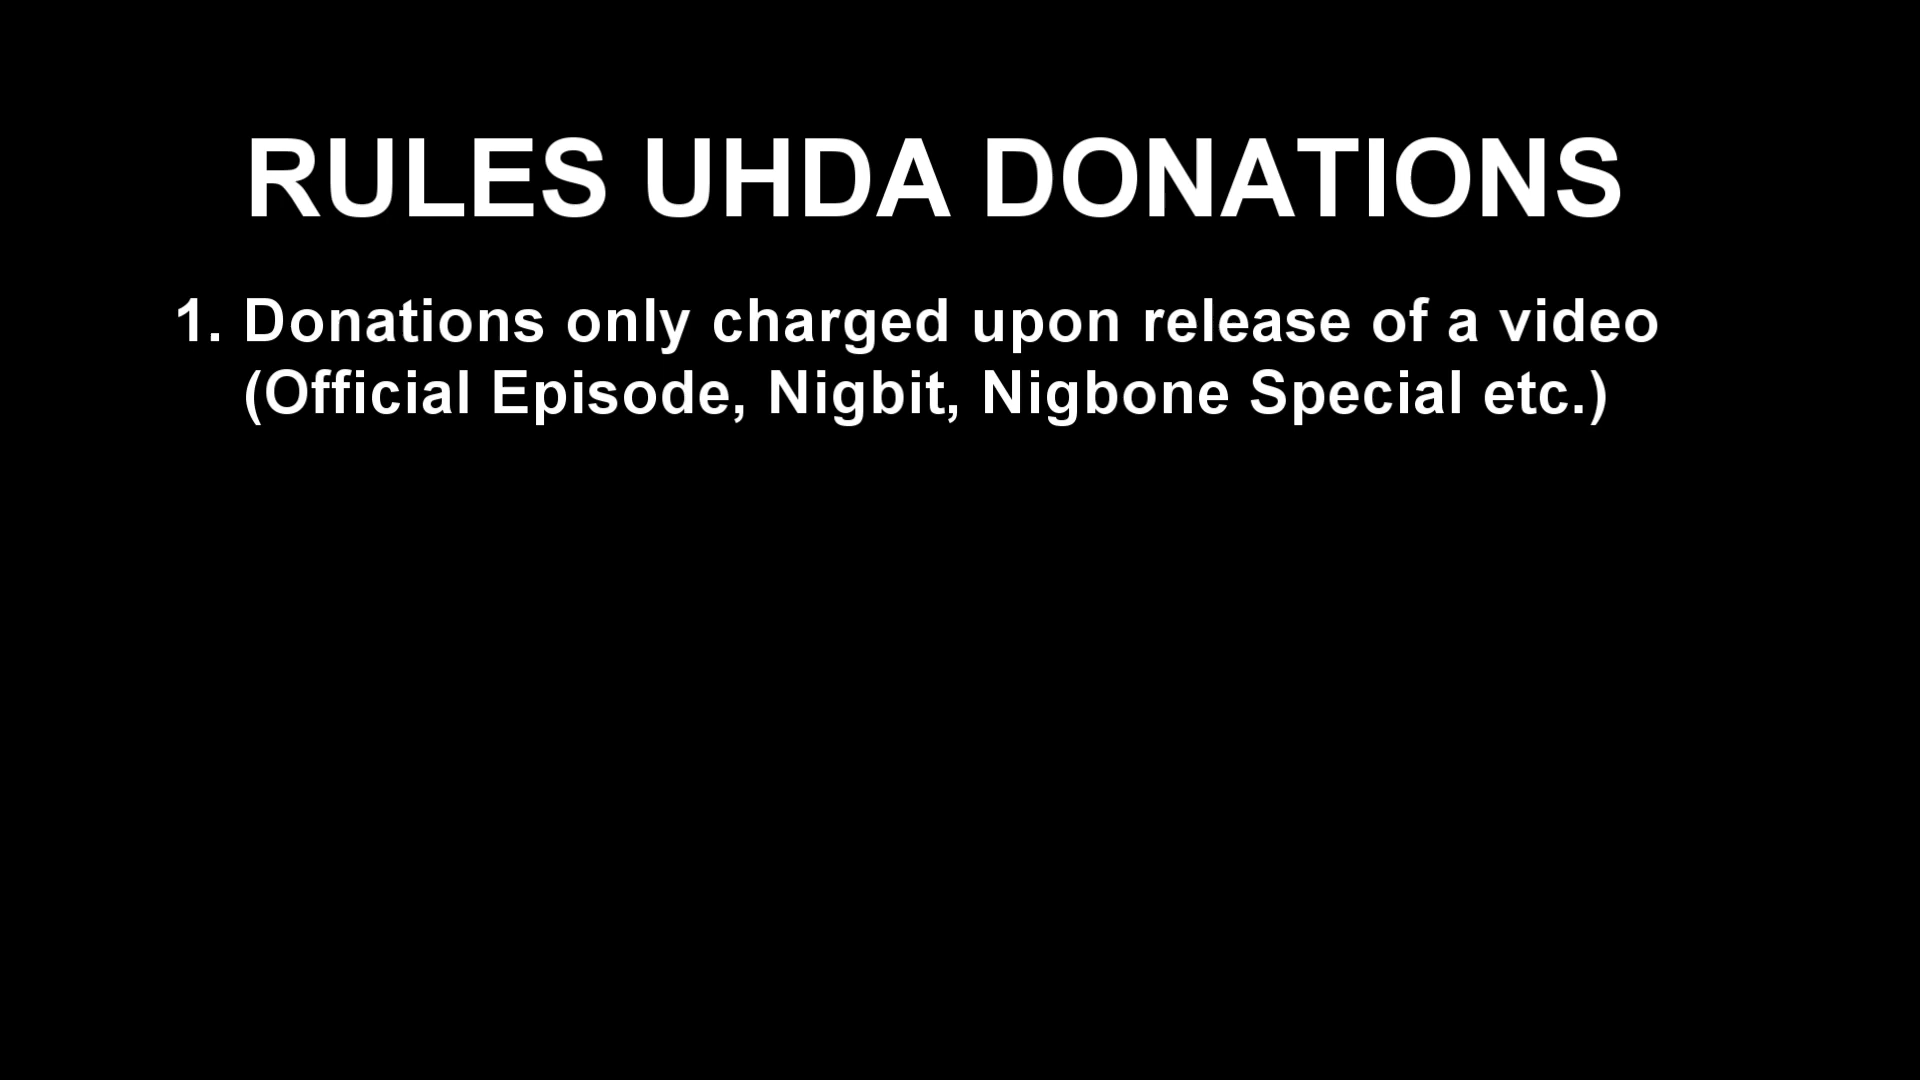 RULES UHDA DONATIONS
1. Donations only charged upon release of a video
(Official Episode, Nigbit, Nigbone Special etc.)